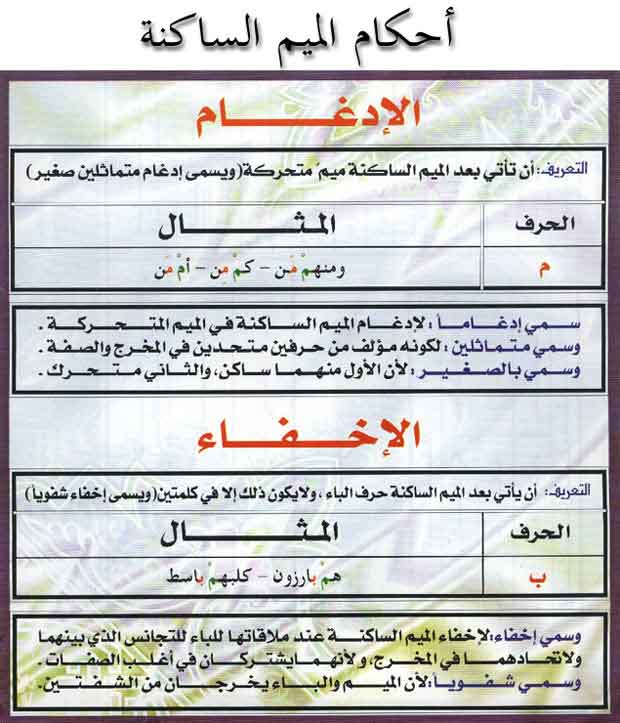 أحكام الميم الساكنة
الإدغـــــام
التعريف: أن تأتي بعد الميم الساكنة ميم متحركة (ويسمى إدغام متماثلين صغير)
الحرف المثـــــال
م ومنهمْ مَن – كمْ مِن – أمْ مَن
سمي إدغاماً: لإدغام الميم الساكنة في الميم المتحركة .
وسمي متماثلين: لكونه مؤلف من حرفين متحدين في المخرج والصفة .
وسمي بالصغير: لأن الأول منهما ساكن، والثاني متحرك .
الإخـفـــاء
التعريف: أن يأتي بعد الميم الساكنة حرف الباء ، ولايكون ذلك إلا في كلمتين (ويسمى إخفاء شفوياً)
الحرف المثـــــال
ب همْ بارزون – كلبهمْ باسط
وسمي إخفاء: لإخفاء الميم الساكنة عند ملاقاتها للباء للتجانس الذي بينهما
ولاتحادهما في المخرج، ولأنهما يشتركان في أغلب الصفات .
وسمي شفوياً: لأن الميم والباء يخرجان من الشفتين.